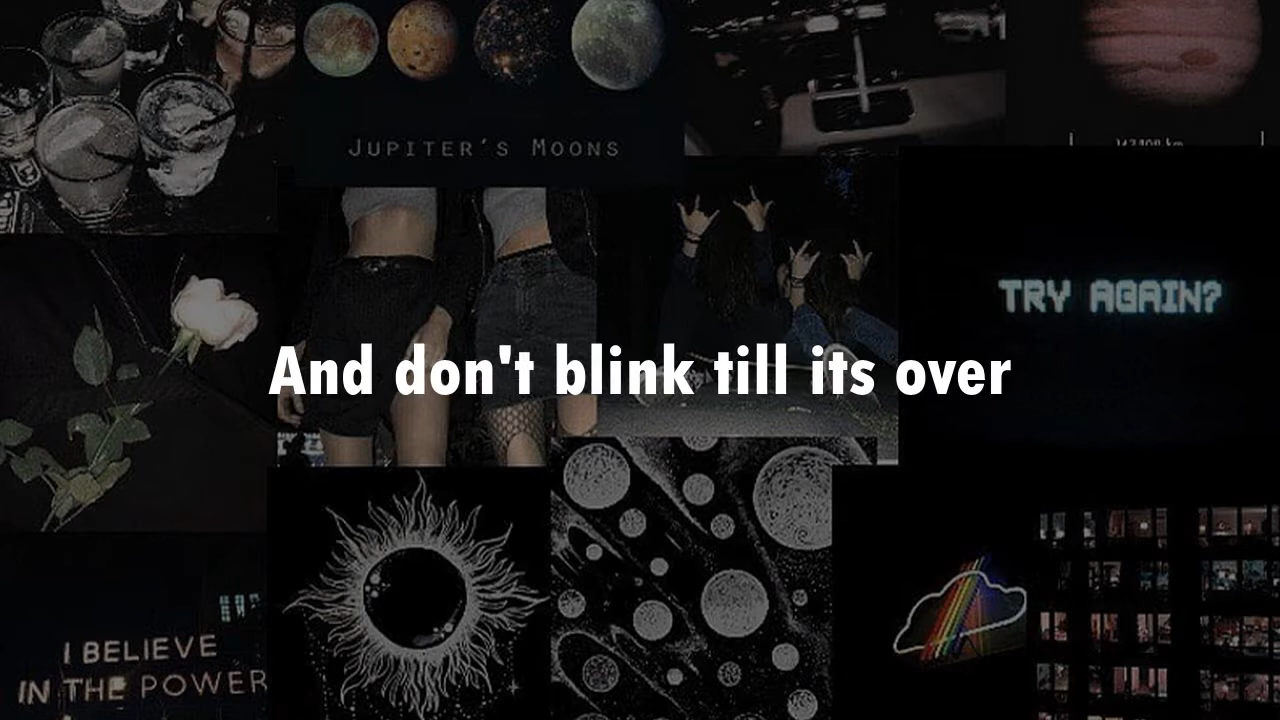 JUPITER'S MOONS
TRY AGAIN?
And don't blink till its over
I BELIEVE
IN THE POWER